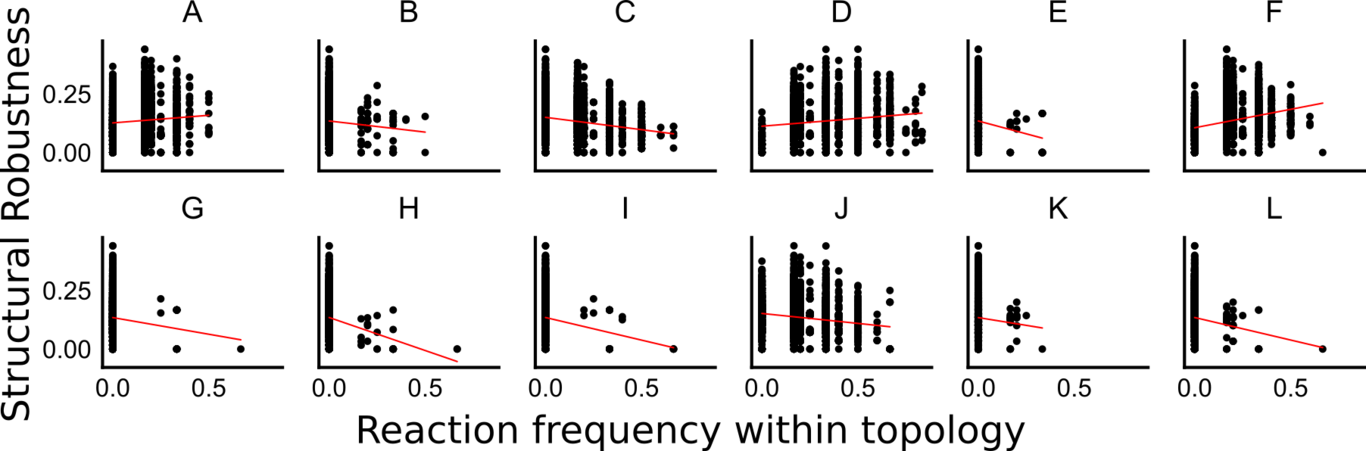 A B C D E F
Structural Robustness
0.25
0.00
G H I J K L
0.25
0.00
0.0 0.5 0.0 0.5 0.0 0.5 0.0 0.5 0.0 0.5 0.0 0.5
Reaction frequency within topology